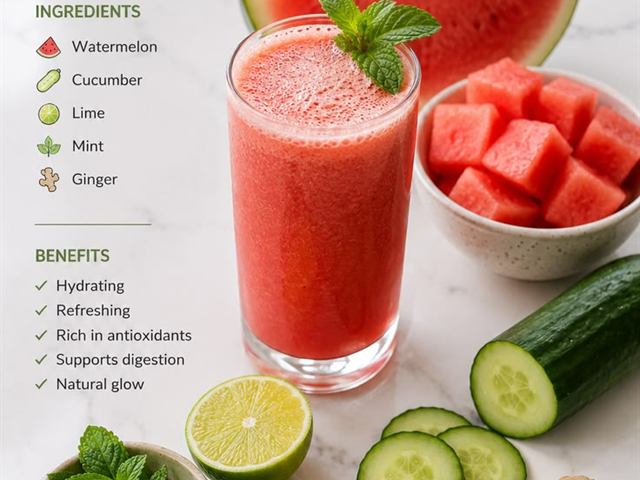 INGREDIENTS
Watermelon
Cucumber
Lime
Mint
Ginger
BENEFITS
✓ Hydrating
✓ Refreshing
✓ Rich in antioxidants
✓ Supports digestion
✓ Natural glow